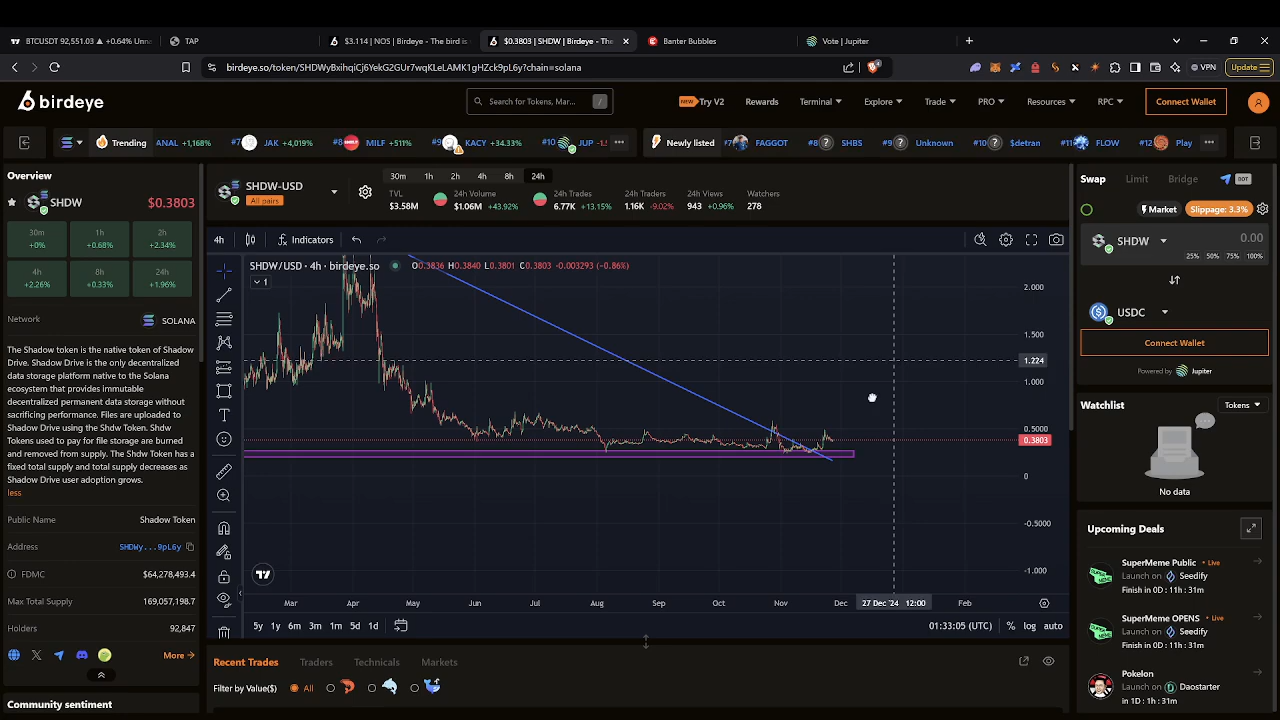 BTCUSDT 92,551.03 ▲ +0.64% Unna
TAP
$3.114 | NOS | Birdeye - The bird is
$0.3803 | SHDW | Birdeye - The
Banter Bubbles
Vote | Jupiter
birdeye.so/token/SHDWyBxihqiCj6YekG2GUr7wqKLeLAMK1gHZck9pL6y?chain=solana
VPN
Update
birdeye
Search for Tokens, Mar... /
NEW Try V2
Rewards
Terminal
Explore
Trade
PRO
Resources
RPC
Connect Wallet
Trending
ANAL +1,168%
#7 JAK +4,019%
#8 MILF +511%
#9 KACY +34.33%
#10 JUP -1.
Newly listed
FAGGOT
#8 SHBS
#9 Unknown
#10 $detran
#11 FLOW
#12 Play
Overview
SHDW $0.3803
30m 1h 2h
+0% +0.68% +2.34%
4h 8h 24h
+2.26% +0.33% +1.96%
Network SOLANA
The Shadow token is the native token of Shadow
Drive. Shadow Drive is the only decentralized
data storage platform native to the Solana
ecosystem that provides immutable
decentralized permanent data storage without
sacrificing performance. Files are uploaded to
Shadow Drive using the Shdw Token. Shdw
Tokens used to pay for file storage are burned
and removed from supply. The Shdw Token has
a fixed total supply and total supply decreases as
Shadow Drive user adoption grows.
less
Public Name Shadow Token
Address SHDWy...9pL6y
FDMC $64,278,493.4
Max Total Supply 169,057,198.7
Holders 92,847
More
Community sentiment
SHDW-USD
All pairs
30m 1h 2h 4h 8h 24h
TVL 24h Volume 24h Trades 24h Traders 24h Views Watchers
$3.58M $1.06M +43.92% 6.77K +13.15% 1.16K -9.02% 943 +0.96% 278
4h Indicators
SHDW/USD · 4h · birdeye.so O0.3836 H0.3840 L0.3801 C0.3803 -0.003293 (-0.86%)
1
2.000
1.500
1.224
1.000
0.5000
0.3803
0
-0.5000
-1.000
Mar Apr May Jun Jul Aug Sep Oct Nov Dec 27 Dec '24 12:00 Feb
5y 1y 6m 3m 1m 5d 1d
01:33:05 (UTC) % log auto
Recent Trades Traders Technicals Markets
Filter by Value($) All
Swap Limit Bridge BOT
Market Slippage: 3.3%
SHDW 0.00
25% 50% 75% 100%
USDC
Connect Wallet
Powered by Jupiter
Watchlist Tokens
No data
Upcoming Deals
SuperMeme Public • Live
Launch on Seedify
Finish in 0D : 11h : 31m
SuperMeme OPENS • Live
Launch on Seedify
Finish in 0D : 11h : 31m
Pokelon
Launch on Daostarter
in 1D : 1h : 31m